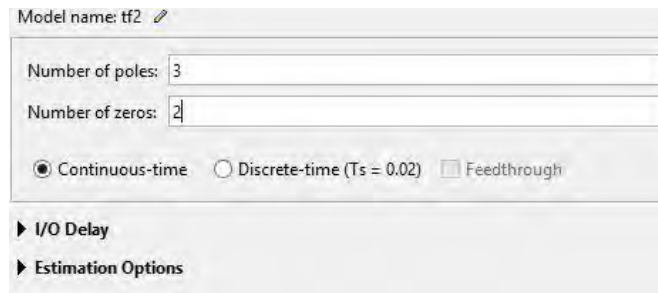 Model name: tf2
Number of poles: 3
Number of zeros: 2
Continuous-time Discrete-time (Ts = 0.02) Feedthrough
I/O Delay
Estimation Options